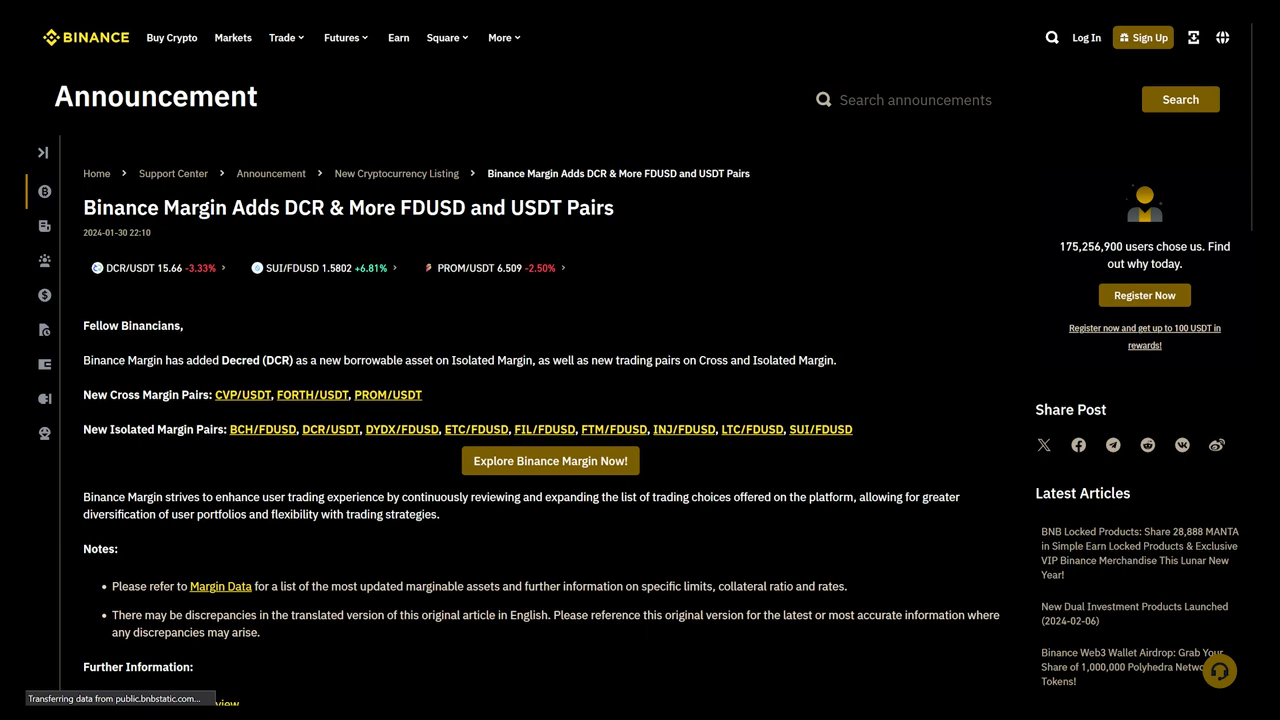 BINANCE Buy Crypto Markets Trade Futures Earn Square More Log In Sign Up
Announcement
Search announcements Search
Home > Support Center > Announcement > New Cryptocurrency Listing > Binance Margin Adds DCR & More FDUSD and USDT Pairs
Binance Margin Adds DCR & More FDUSD and USDT Pairs
2024-01-30 22:10
DCR/USDT 15.66 -3.33% > SUI/FDUSD 1.5802 +6.81% > PROM/USDT 6.509 -2.50% >
Fellow Binancians,
Binance Margin has added Decred (DCR) as a new borrowable asset on Isolated Margin, as well as new trading pairs on Cross and Isolated Margin.
New Cross Margin Pairs: CVP/USDT, FORTH/USDT, PROM/USDT
New Isolated Margin Pairs: BCH/FDUSD, DCR/USDT, DYDX/FDUSD, ETC/FDUSD, FIL/FDUSD, FTM/FDUSD, INJ/FDUSD, LTC/FDUSD, SUI/FDUSD
Explore Binance Margin Now!
Binance Margin strives to enhance user trading experience by continuously reviewing and expanding the list of trading choices offered on the platform, allowing for greater
diversification of user portfolios and flexibility with trading strategies.
Notes:
• Please refer to Margin Data for a list of the most updated marginable assets and further information on specific limits, collateral ratio and rates.
• There may be discrepancies in the translated version of this original article in English. Please reference this original version for the latest or most accurate information where
any discrepancies may arise.
Further Information:
Transferring data from public.bnbstatic.com...
175,256,900 users chose us. Find
out why today.
Register Now
Register now and get up to 100 USDT in
rewards!
Share Post
Latest Articles
BNB Locked Products: Share 28,888 MANTA
in Simple Earn Locked Products & Exclusive
VIP Binance Merchandise This Lunar New
Year!
New Dual Investment Products Launched
(2024-02-06)
Binance Web3 Wallet Airdrop: Grab Your
Share of 1,000,000 Polyhedra
Tokens!